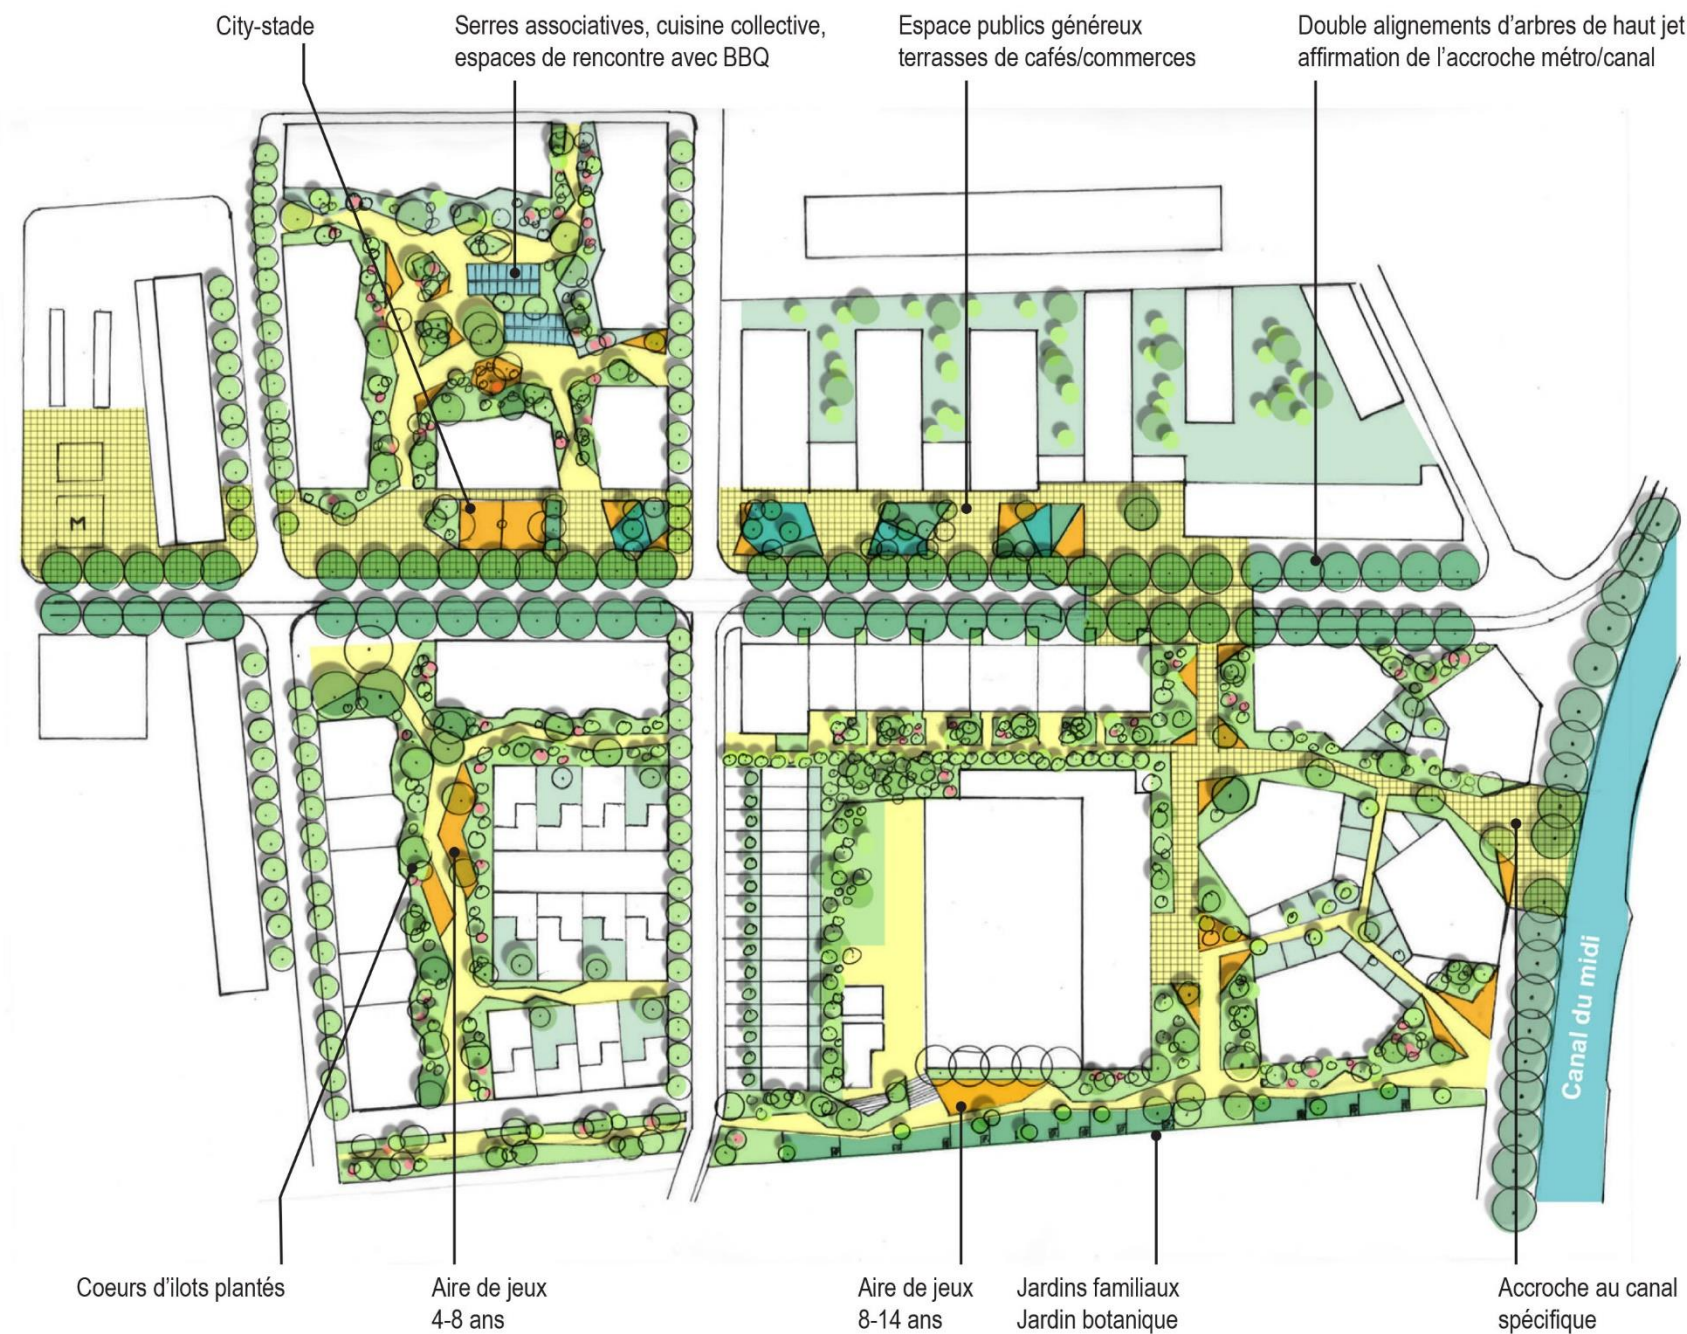 City-stade
Serres associatives, cuisine collective,
espaces de rencontre avec BBQ
Espace publics généreux
terrasses de cafés/commerces
Double alignements d’arbres de haut jet
affirmation de l’accroche métro/canal
M
Canal du midi
Coeurs d’ilots plantés
Aire de jeux
4-8 ans
Aire de jeux
8-14 ans
Jardins familiaux
Jardin botanique
Accroche au canal
spécifique